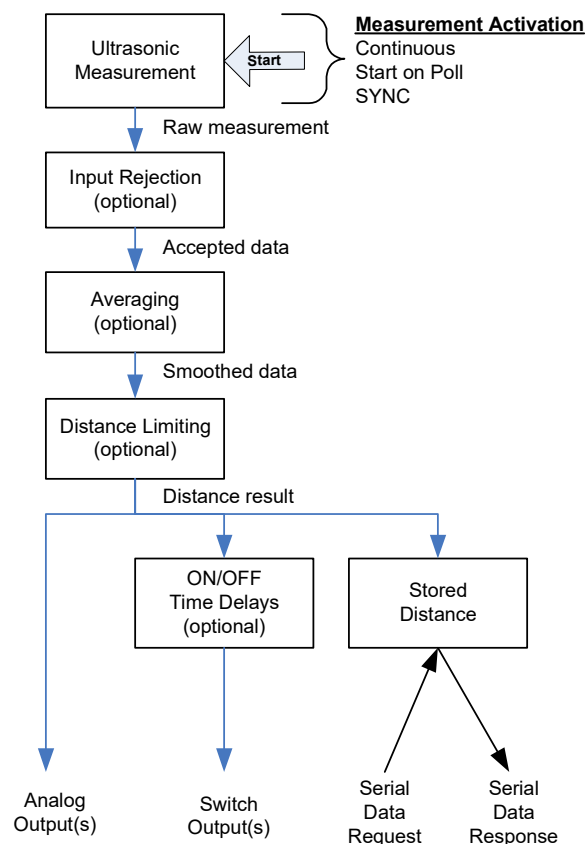 Measurement Activation
Ultrasonic
Measurement
Start
Continuous
Start on Poll
SYNC
Raw measurement
Input Rejection
(optional)
Accepted data
Averaging
(optional)
Smoothed data
Distance Limiting
(optional)
Distance result
ON/OFF
Time Delays
(optional)
Stored
Distance
Analog
Output(s)
Switch
Output(s)
Serial
Data
Request
Serial
Data
Response